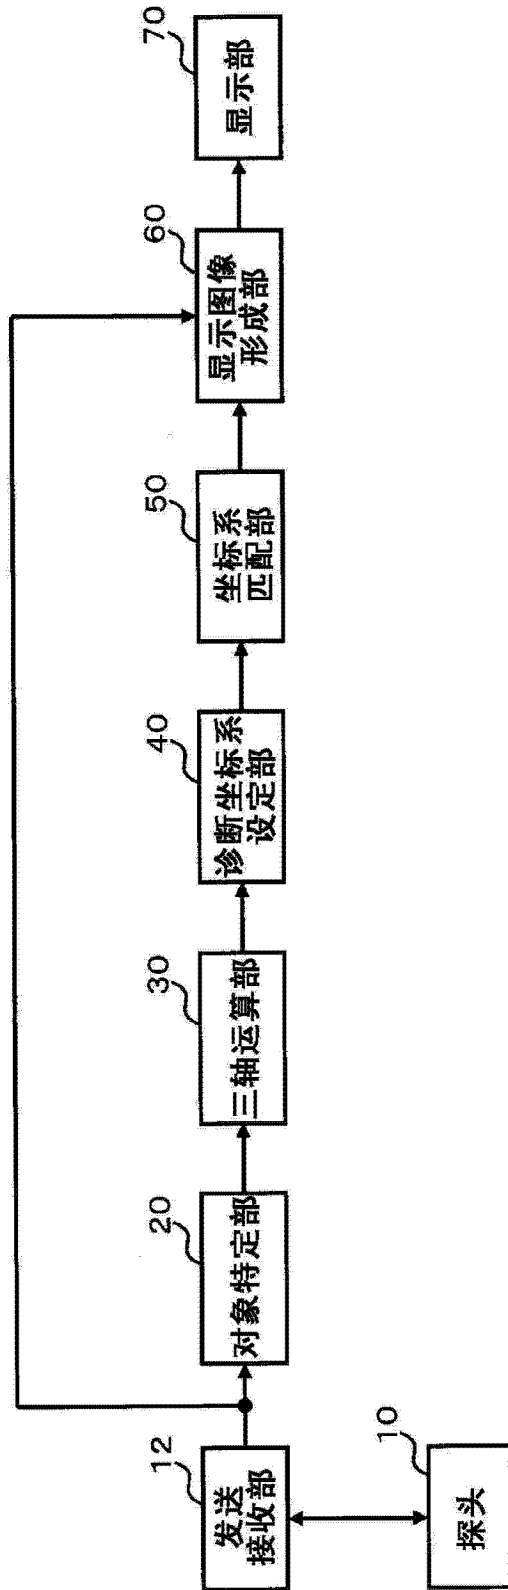 10
探头
12
发送
接收部
20
对象特定部
30
三轴运算部
40
诊断坐标系
设定部
50
坐标系
匹配部
60
显示图像
形成部
70
显示部